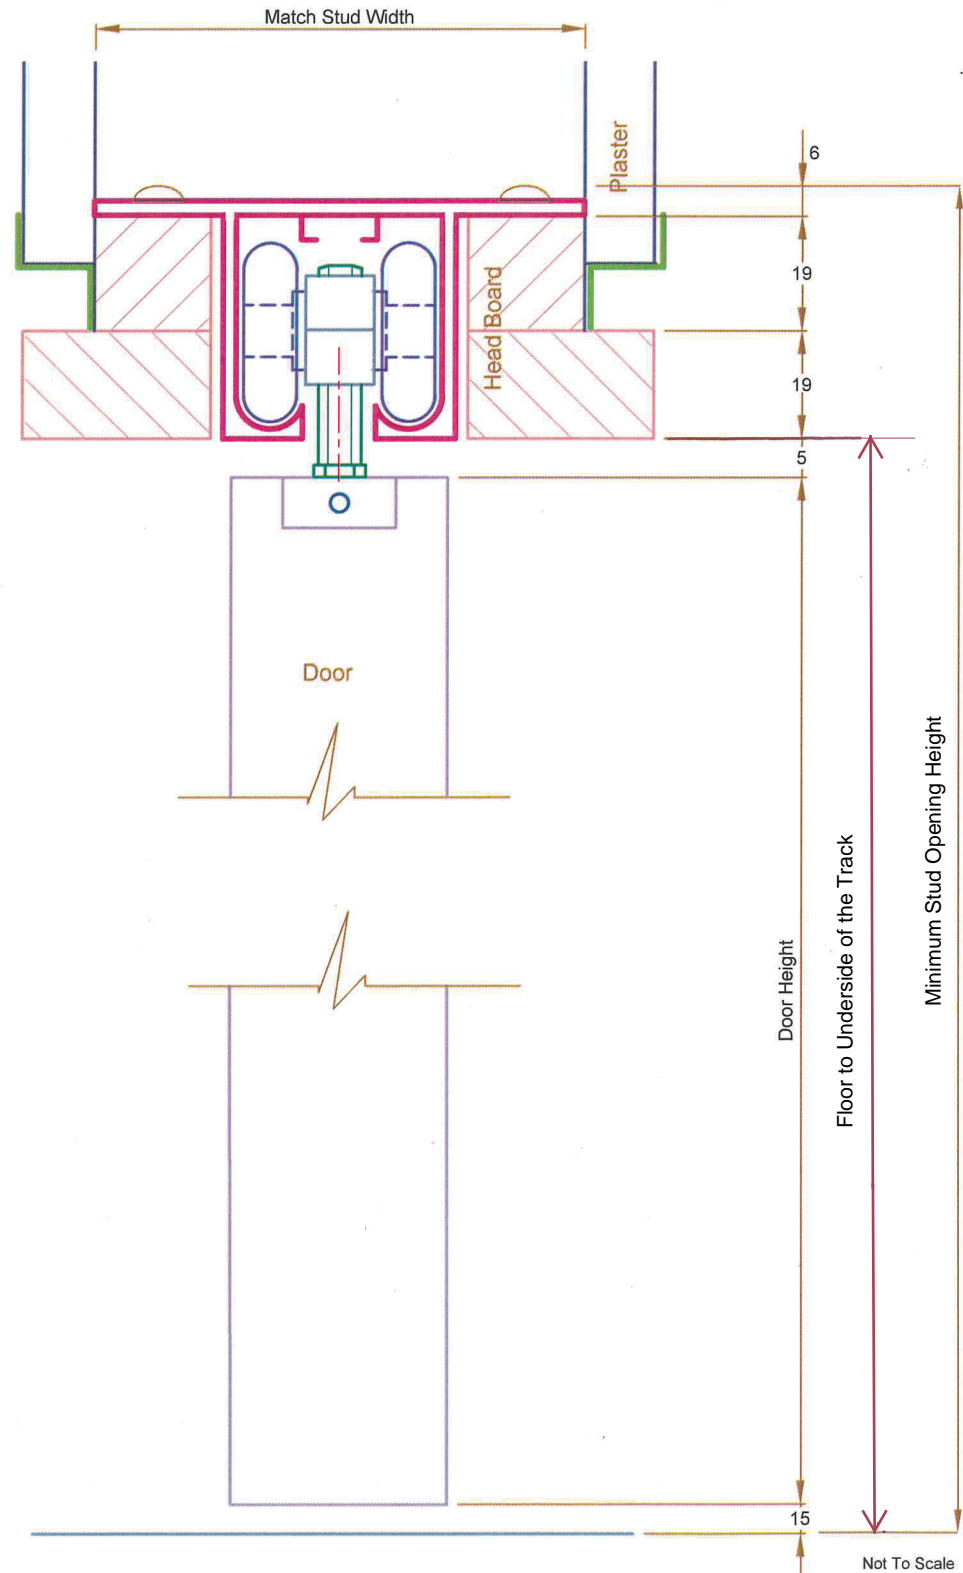 Match Stud Width
Plaster
6
19
Head Board
19
5
Door
Door Height
Floor to Underside of the Track
Minimum Stud Opening Height
15
Not To Scale